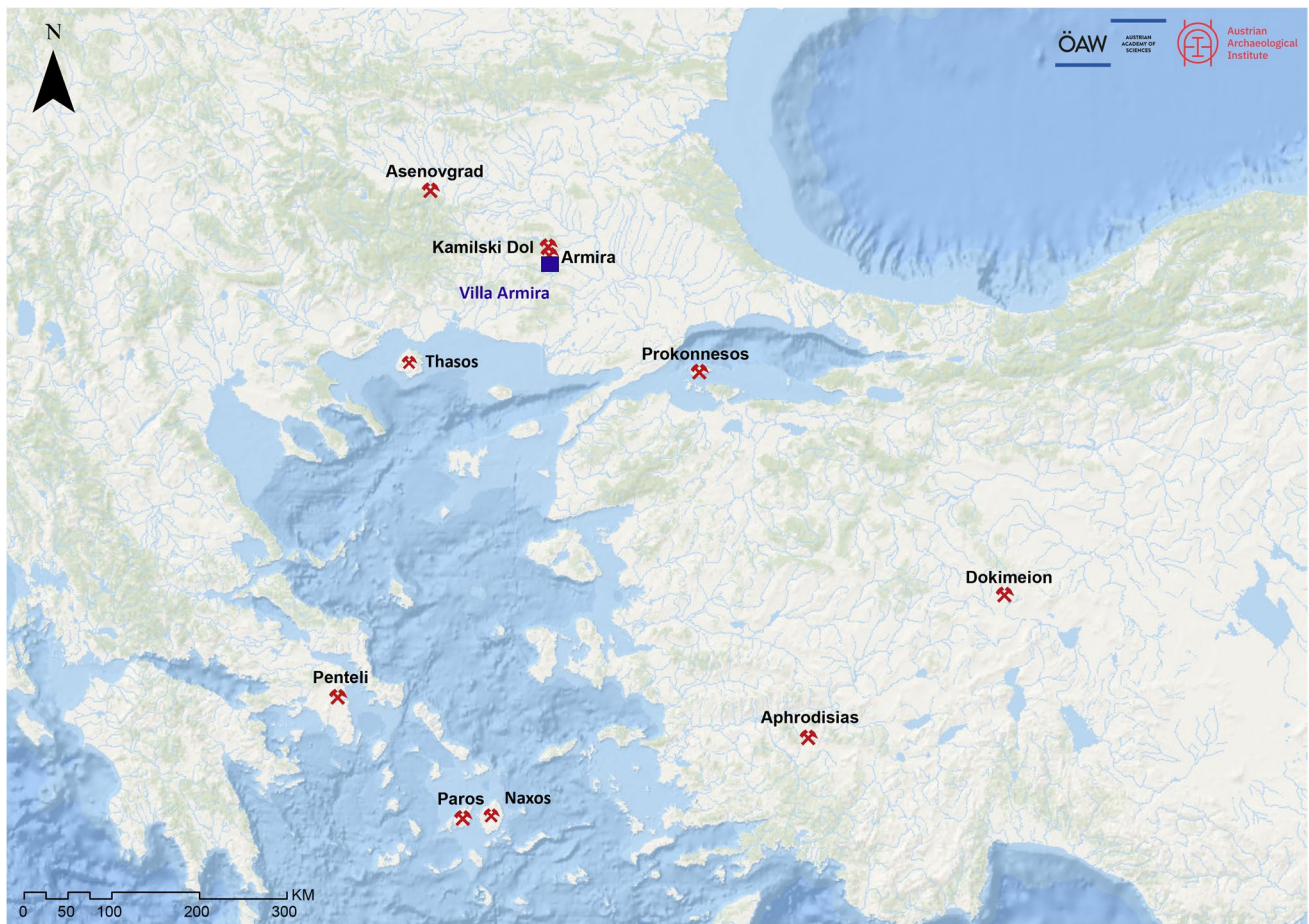 N
ÖAW
AUSTRIAN
ACADEMY OF
SCIENCES
Austrian
Archaeological
Institute
Asenovgrad
Kamilski Dol
Armira
Villa Armira
Thasos
Prokonnesos
Dokimeion
Penteli
Aphrodisias
Paros
Naxos
KM
0 50 100 200 300